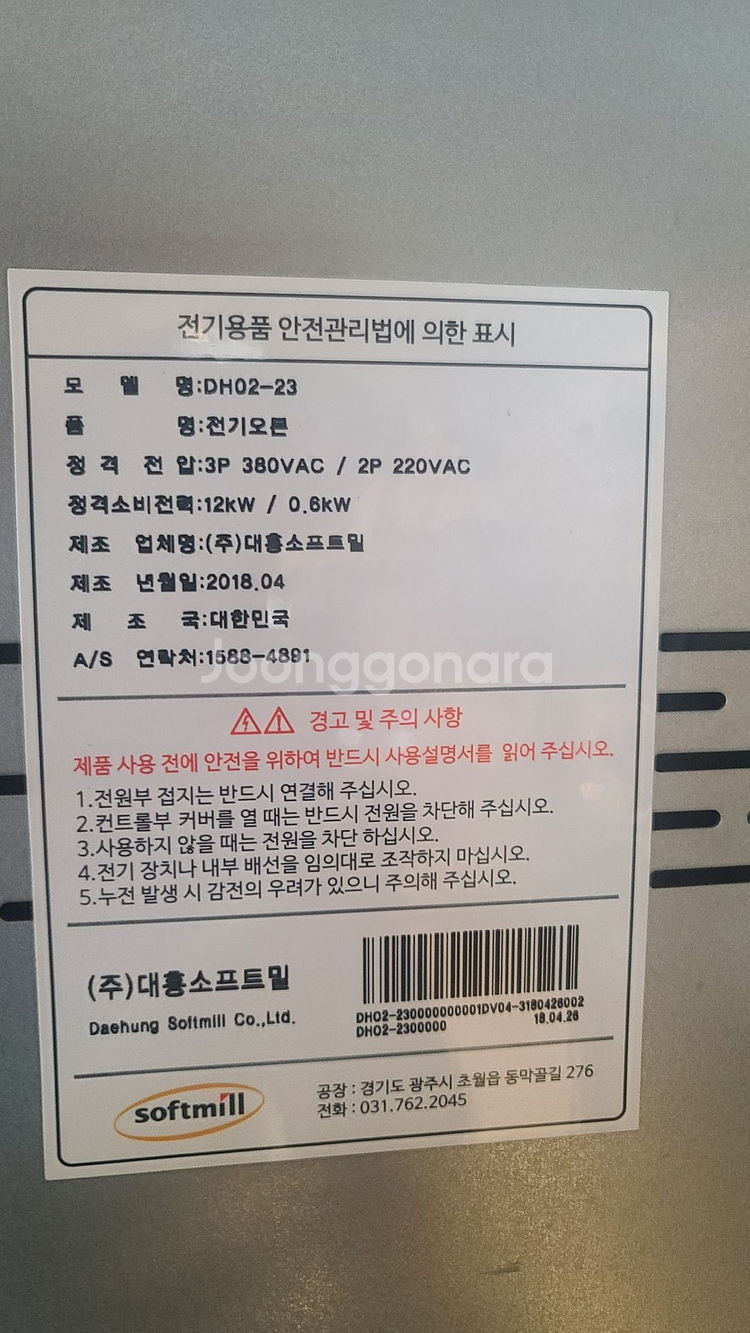 전기용품 안전관리법에 의한 표시
모 델 명:DH02-23
품 명:전기오븐
정 격 전 압:3P 380VAC / 2P 220VAC
정격소비전력:12kW / 0.6kW
제조 업체명:(주)대흥소프트밀
제조 년월일:2018.04
제 조 국:대한민국
A/S 연락처:1588-4891
Joonggonara
경고 및 주의 사항
제품 사용 전에 안전을 위하여 반드시 사용설명서를 읽어 주십시오.
1.전원부 접지는 반드시 연결해 주십시오.
2.컨트롤부 커버를 열 때는 반드시 전원을 차단해 주십시오.
3.사용하지 않을 때는 전원을 차단 하십시오.
4.전기 장치나 내부 배선을 임의대로 조작하지 마십시오.
5.누전 발생 시 감전의 우려가 있으니 주의해 주십시오.
(주)대흥소프트밀
Daehung Softmill Co.,Ltd.
DH02-230000000001DV04-3180426002
DH02-2300000 18.04.26
softmill
공장 : 경기도 광주시 초월읍 동막골길 276
전화 : 031.762.2045